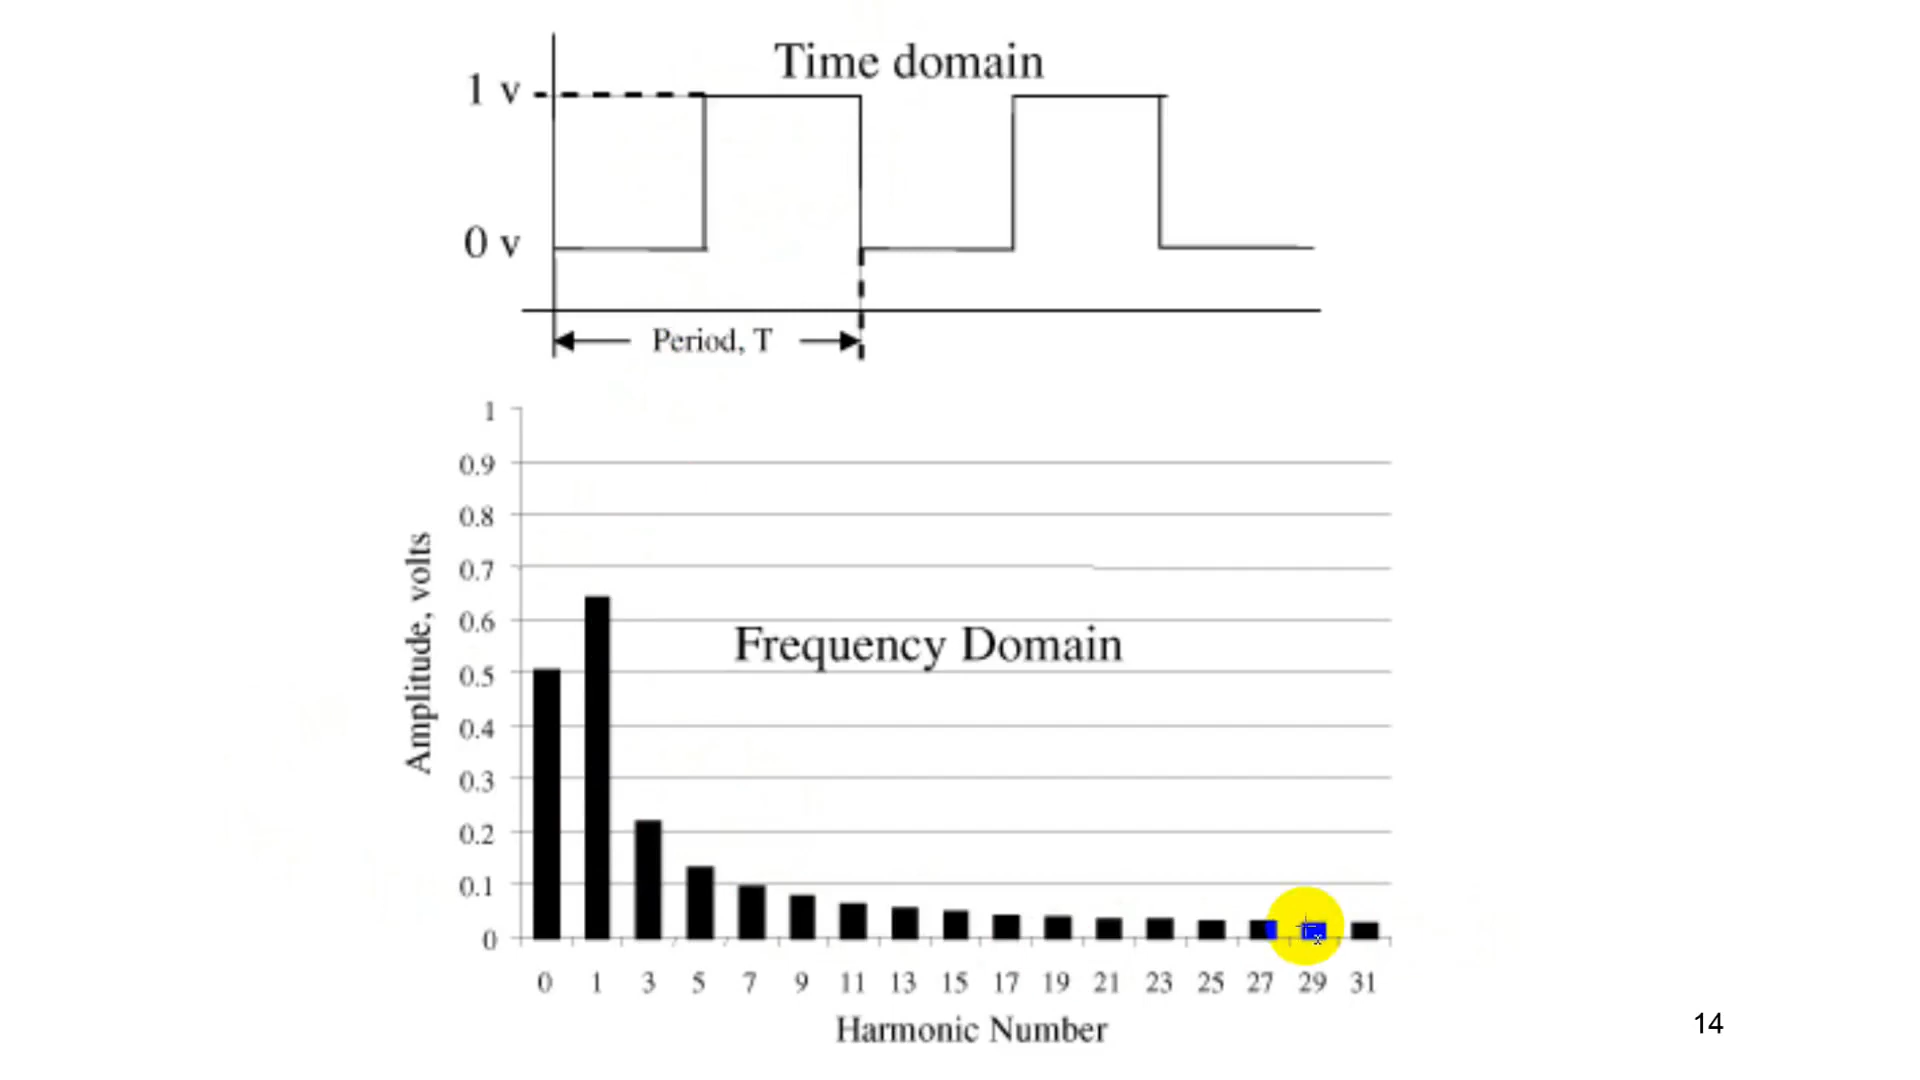 Time domain
1 v
0 v
Period, T
1
0.9
0.8
0.7
0.6
0.5
0.4
0.3
0.2
0.1
0
Amplitude, volts
Frequency Domain
0 1 3 5 7 9 11 13 15 17 19 21 23 25 27 29 31
Harmonic Number
14